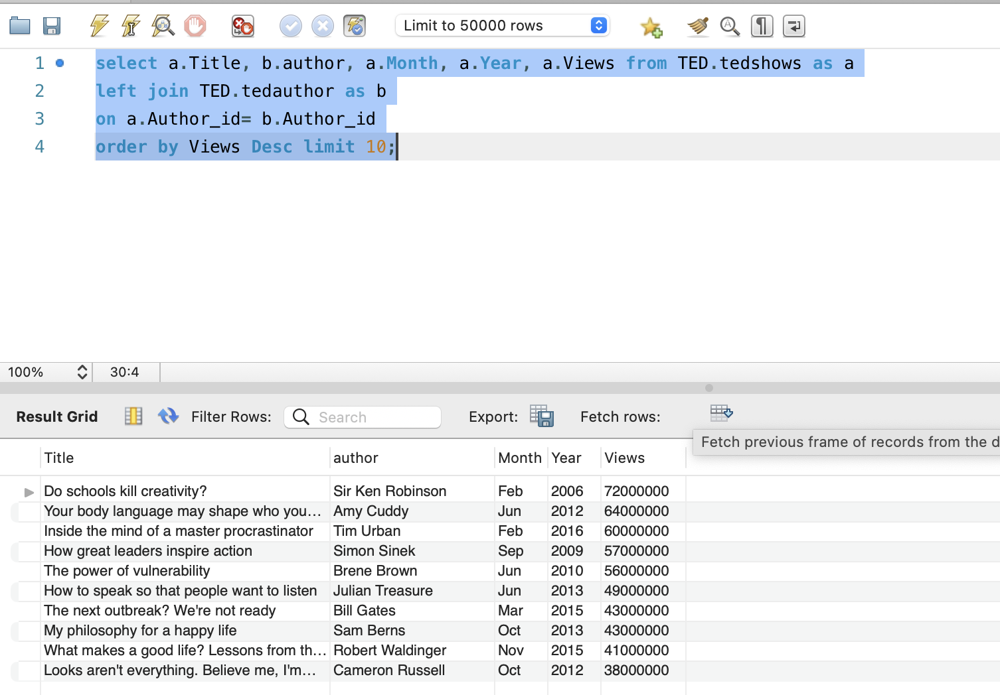 Limit to 50000 rows
1 select a.Title, b.author, a.Month, a.Year, a.Views from TED.tedshows as a
2 left join TED.tedauthor as b
3 on a.Author_id= b.Author_id
4 order by Views Desc limit 10;
100% 30:4
Result Grid Filter Rows: Search Export: Fetch rows:
Fetch previous frame of records from the d
Title author Month Year Views
Do schools kill creativity? Sir Ken Robinson Feb 2006 72000000
Your body language may shape who you... Amy Cuddy Jun 2012 64000000
Inside the mind of a master procrastinator Tim Urban Feb 2016 60000000
How great leaders inspire action Simon Sinek Sep 2009 57000000
The power of vulnerability Brene Brown Jun 2010 56000000
How to speak so that people want to listen Julian Treasure Jun 2013 49000000
The next outbreak? We're not ready Bill Gates Mar 2015 43000000
My philosophy for a happy life Sam Berns Oct 2013 43000000
What makes a good life? Lessons from th... Robert Waldinger Nov 2015 41000000
Looks aren't everything. Believe me, I'm... Cameron Russell Oct 2012 38000000